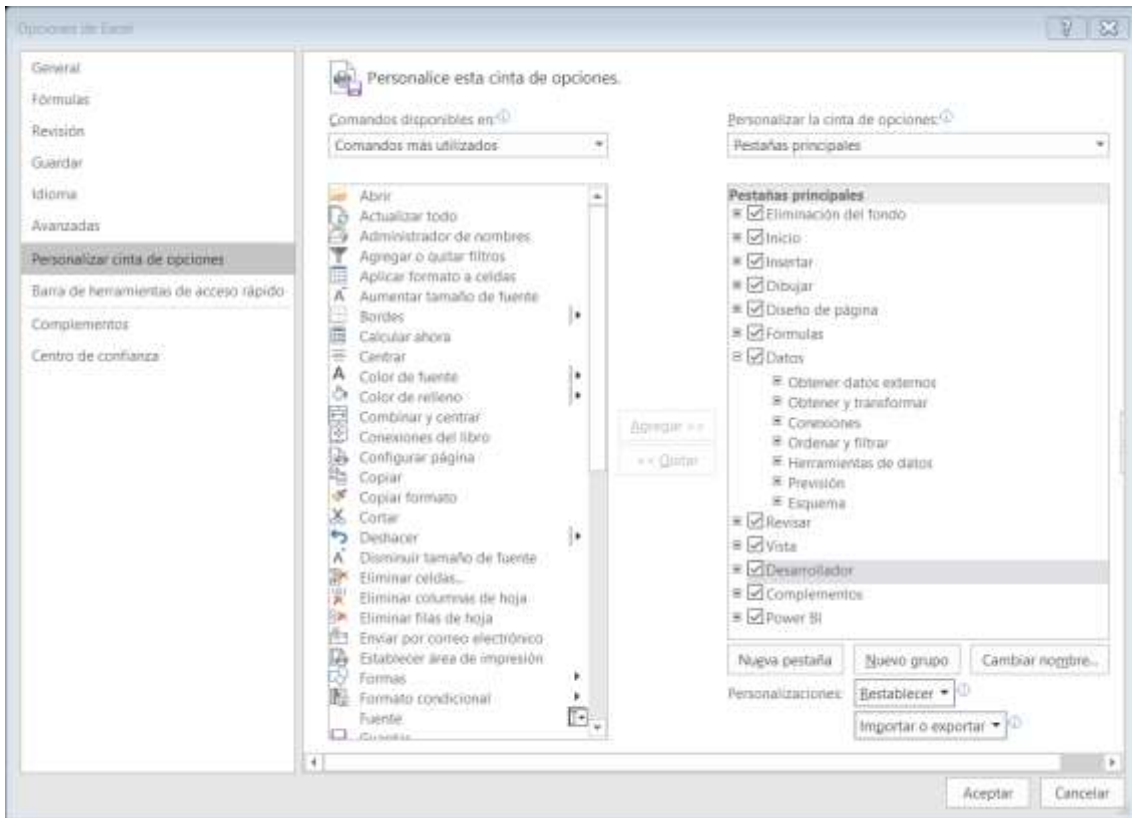 Opciones de Excel
General
Fórmulas
Revisión
Guardar
Idioma
Avanzadas
Personalizar cinta de opciones
Barra de herramientas de acceso rápido
Complementos
Centro de confianza
Personalice esta cinta de opciones.
Comandos disponibles en:
Comandos más utilizados
Abrir
Actualizar todo
Administrador de nombres
Agregar o quitar filtros
Aplicar formato a celdas
Aumentar tamaño de fuente
Bordes
Calcular ahora
Centrar
Color de fuente
Color de relleno
Combinar y centrar
Conexiones del libro
Configurar página
Copiar
Copiar formato
Cortar
Deshacer
Disminuir tamaño de fuente
Eliminar celdas...
Eliminar columnas de hoja
Eliminar filas de hoja
Enviar por correo electrónico
Establecer área de impresión
Formas
Formato condicional
Fuente
Guardar
Agregar >>
<< Quitar
Personalizar la cinta de opciones:
Pestañas principales
Pestañas principales
Eliminación del fondo
Inicio
Insertar
Dibujar
Diseño de página
Fórmulas
Datos
Obtener datos externos
Obtener y transformar
Conexiones
Ordenar y filtrar
Herramientas de datos
Previsión
Esquema
Revisar
Vista
Desarrollador
Complementos
Power BI
Nueva pestaña
Nuevo grupo
Cambiar nombre...
Personalizaciones:
Restablecer
Importar o exportar
Aceptar
Cancelar